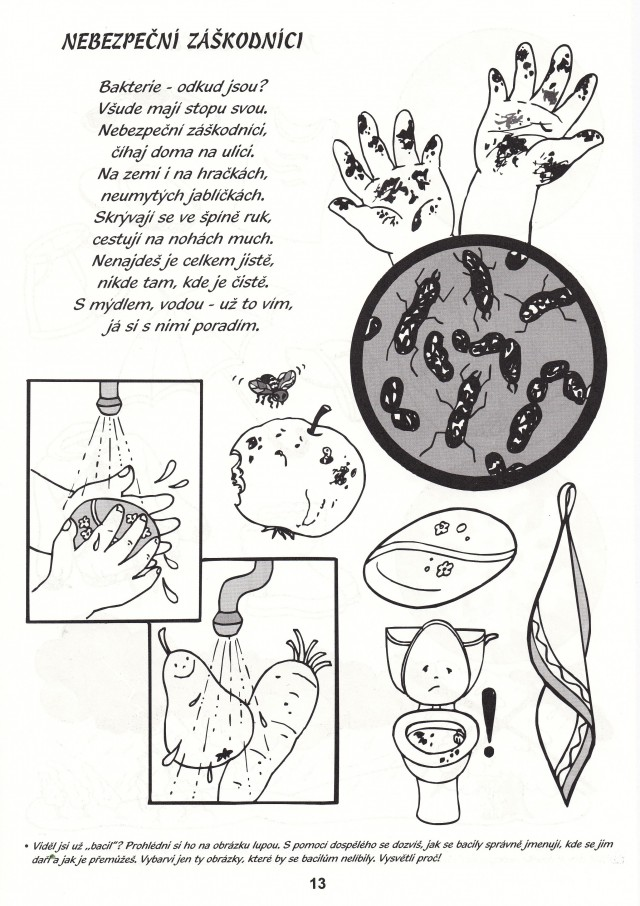 NEBEZPEČNÍ ZÁŠKODNÍCI
Bakterie - odkud jsou?
Všude mají stopu svou.
Nebezpeční záškodníci,
číhaj doma na ulici.
Na zemi i na hračkách,
neumytých jablíčkách.
Skrývají se ve špíně ruk,
cestují na nohách much.
Nenajdeš je celkem jistě,
nikde tam, kde je čistě.
S mýdlem, vodou - už to vím,
já si s nimi poradím.
• Viděl jsi už „bacil"? Prohlédni si ho na obrázku lupou. S pomocí dospělého se dozvíš, jak se bacily správně jmenují, kde se jim
daří a jak je přemůžeš. Vybarvi jen ty obrázky, které by se bacilům nelíbily. Vysvětli proč!
13